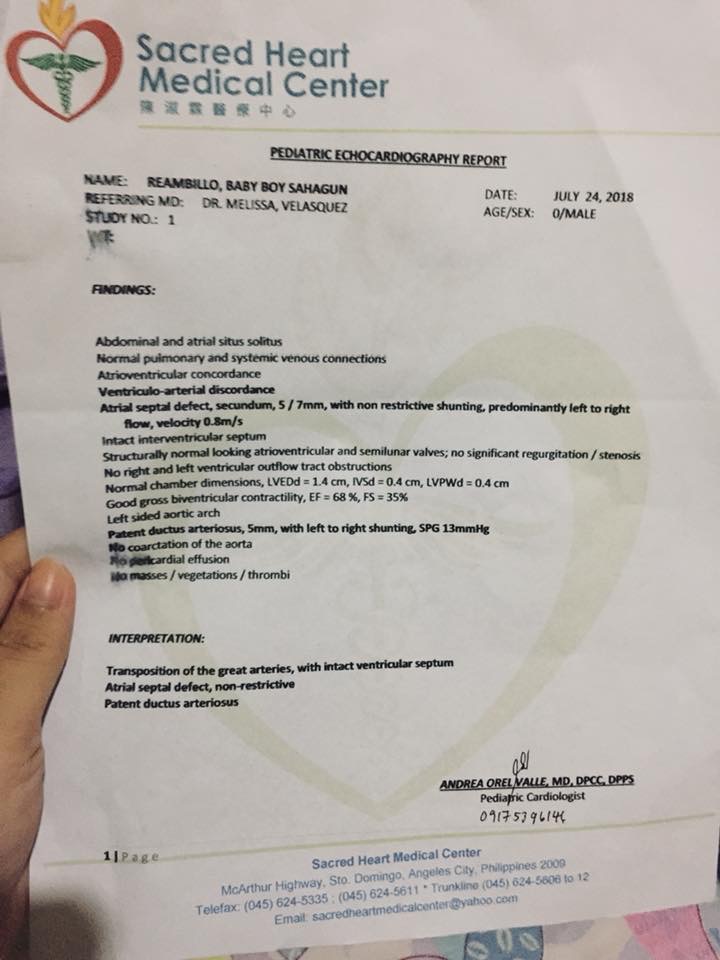 Sacred Heart
Medical Center
陳淑霖醫療中心
PEDIATRIC ECHOCARDIOGRAPHY REPORT
NAME: REAMBILLO, BABY BOY SAHAGUN
REFERRING MD: DR. MELISSA, VELASQUEZ
STUDY NO.: 1
WT:
DATE: JULY 24, 2018
AGE/SEX: 0/MALE
FINDINGS:
Abdominal and atrial situs solitus
Normal pulmonary and systemic venous connections
Atrioventricular concordance
Ventriculo-arterial discordance
Atrial septal defect, secundum, 5 / 7mm, with non restrictive shunting, predominantly left to right
flow, velocity 0.8m/s
Intact interventricular septum
Structurally normal looking atrioventricular and semilunar valves; no significant regurgitation / stenosis
No right and left ventricular outflow tract obstructions
Normal chamber dimensions, LVEDd = 1.4 cm, IVSd = 0.4 cm, LVPWd = 0.4 cm
Good gross biventricular contractility, EF = 68 %, FS = 35%
Left sided aortic arch
Patent ductus arteriosus, 5mm, with left to right shunting, SPG 13mmHg
No coarctation of the aorta
No pericardial effusion
No masses / vegetations / thrombi
INTERPRETATION:
Transposition of the great arteries, with intact ventricular septum
Atrial septal defect, non-restrictive
Patent ductus arteriosus
ANDREA OREL VALLE, MD, DPCC, DPPS
Pediatric Cardiologist
1 | Page
Sacred Heart Medical Center
McArthur Highway, Sto. Domingo, Angeles City, Philippines 2009
Telefax: (045) 624-5335 ; (045) 624-5611 * Trunkline (045) 624-5606 to 12
Email: sacredheartmedicalcenter@yahoo.com